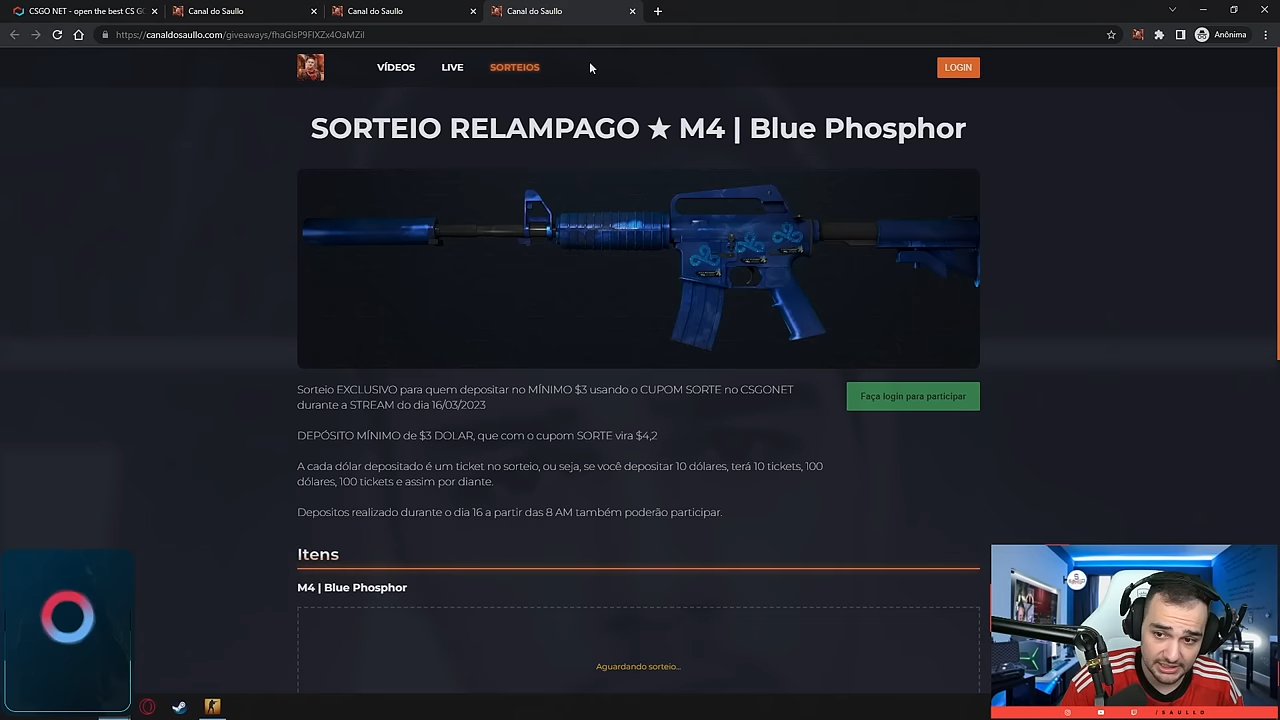 CSGO NET - open the best CS G
Canal do Saullo
Canal do Saullo
Canal do Saullo
https://canaldosaullo.com/giveaways/fhaGlsP9FIXZx4OaMZil
Anônima
VÍDEOS
LIVE
SORTEIOS
LOGIN
SORTEIO RELAMPAGO ★ M4 | Blue Phosphor
Sorteio EXCLUSIVO para quem depositar no MÍNIMO $3 usando o CUPOM SORTE no CSGONET
durante a STREAM do dia 16/03/2023
Faça login para participar
DEPÓSITO MÍNIMO de $3 DOLAR, que com o cupom SORTE vira $4,2
A cada dólar depositado é um ticket no sorteio, ou seja, se você depositar 10 dólares, terá 10 tickets, 100
dólares, 100 tickets e assim por diante.
Depositos realizado durante o dia 16 a partir das 8 AM também poderão participar.
Itens
M4 | Blue Phosphor
Aguardando sorteio...
/SAULLO